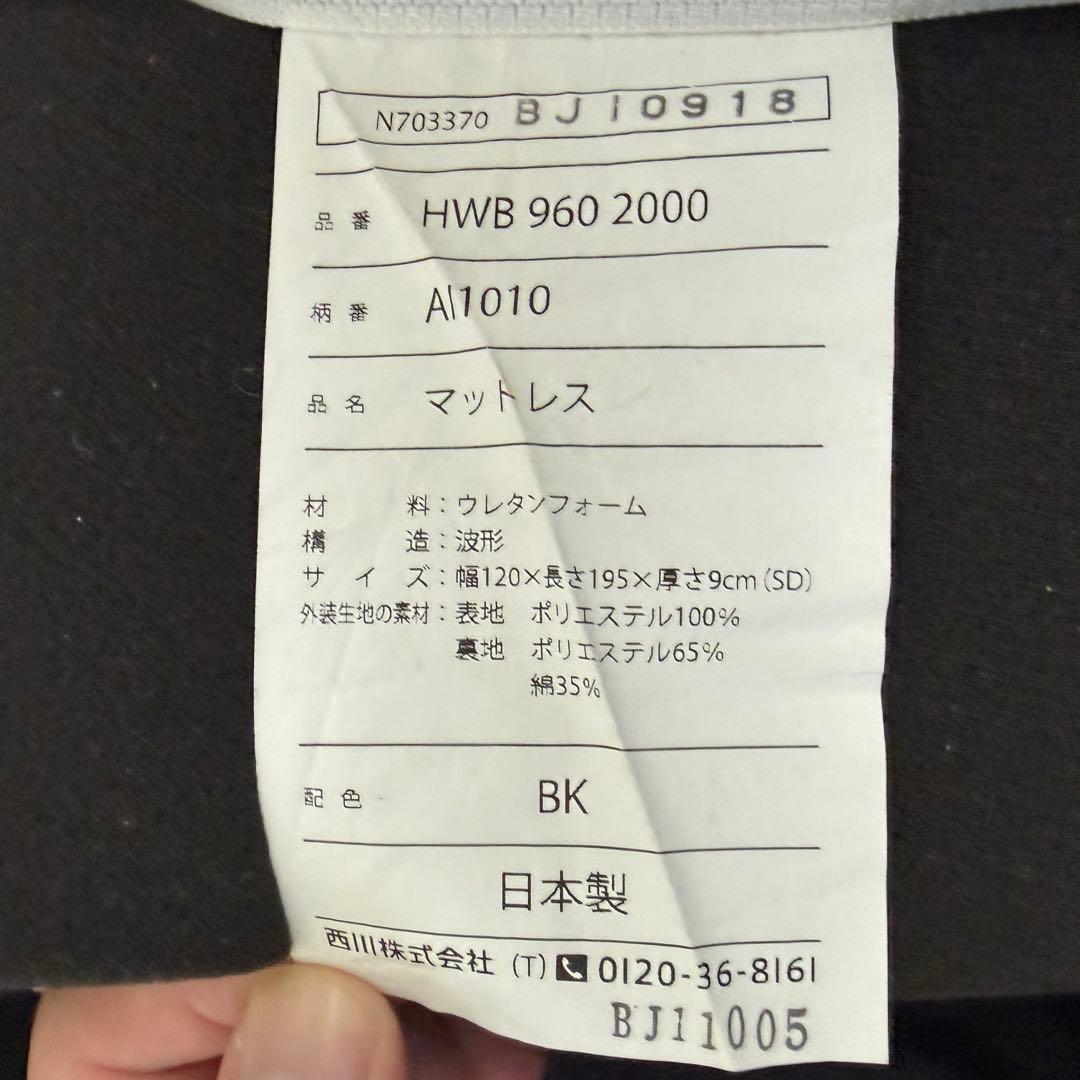 N703370 BJ10918
品番 HWB 960 2000
柄番 AI1010
品名 マットレス
材料：ウレタンフォーム
構造：波形
サイズ：幅120×長さ195×厚さ9cm（SD）
外装生地の素材：表地 ポリエステル100%
裏地 ポリエステル65%
綿35%
配色 BK
日本製
西川株式会社 (T) 0120-36-8161
BJ11005